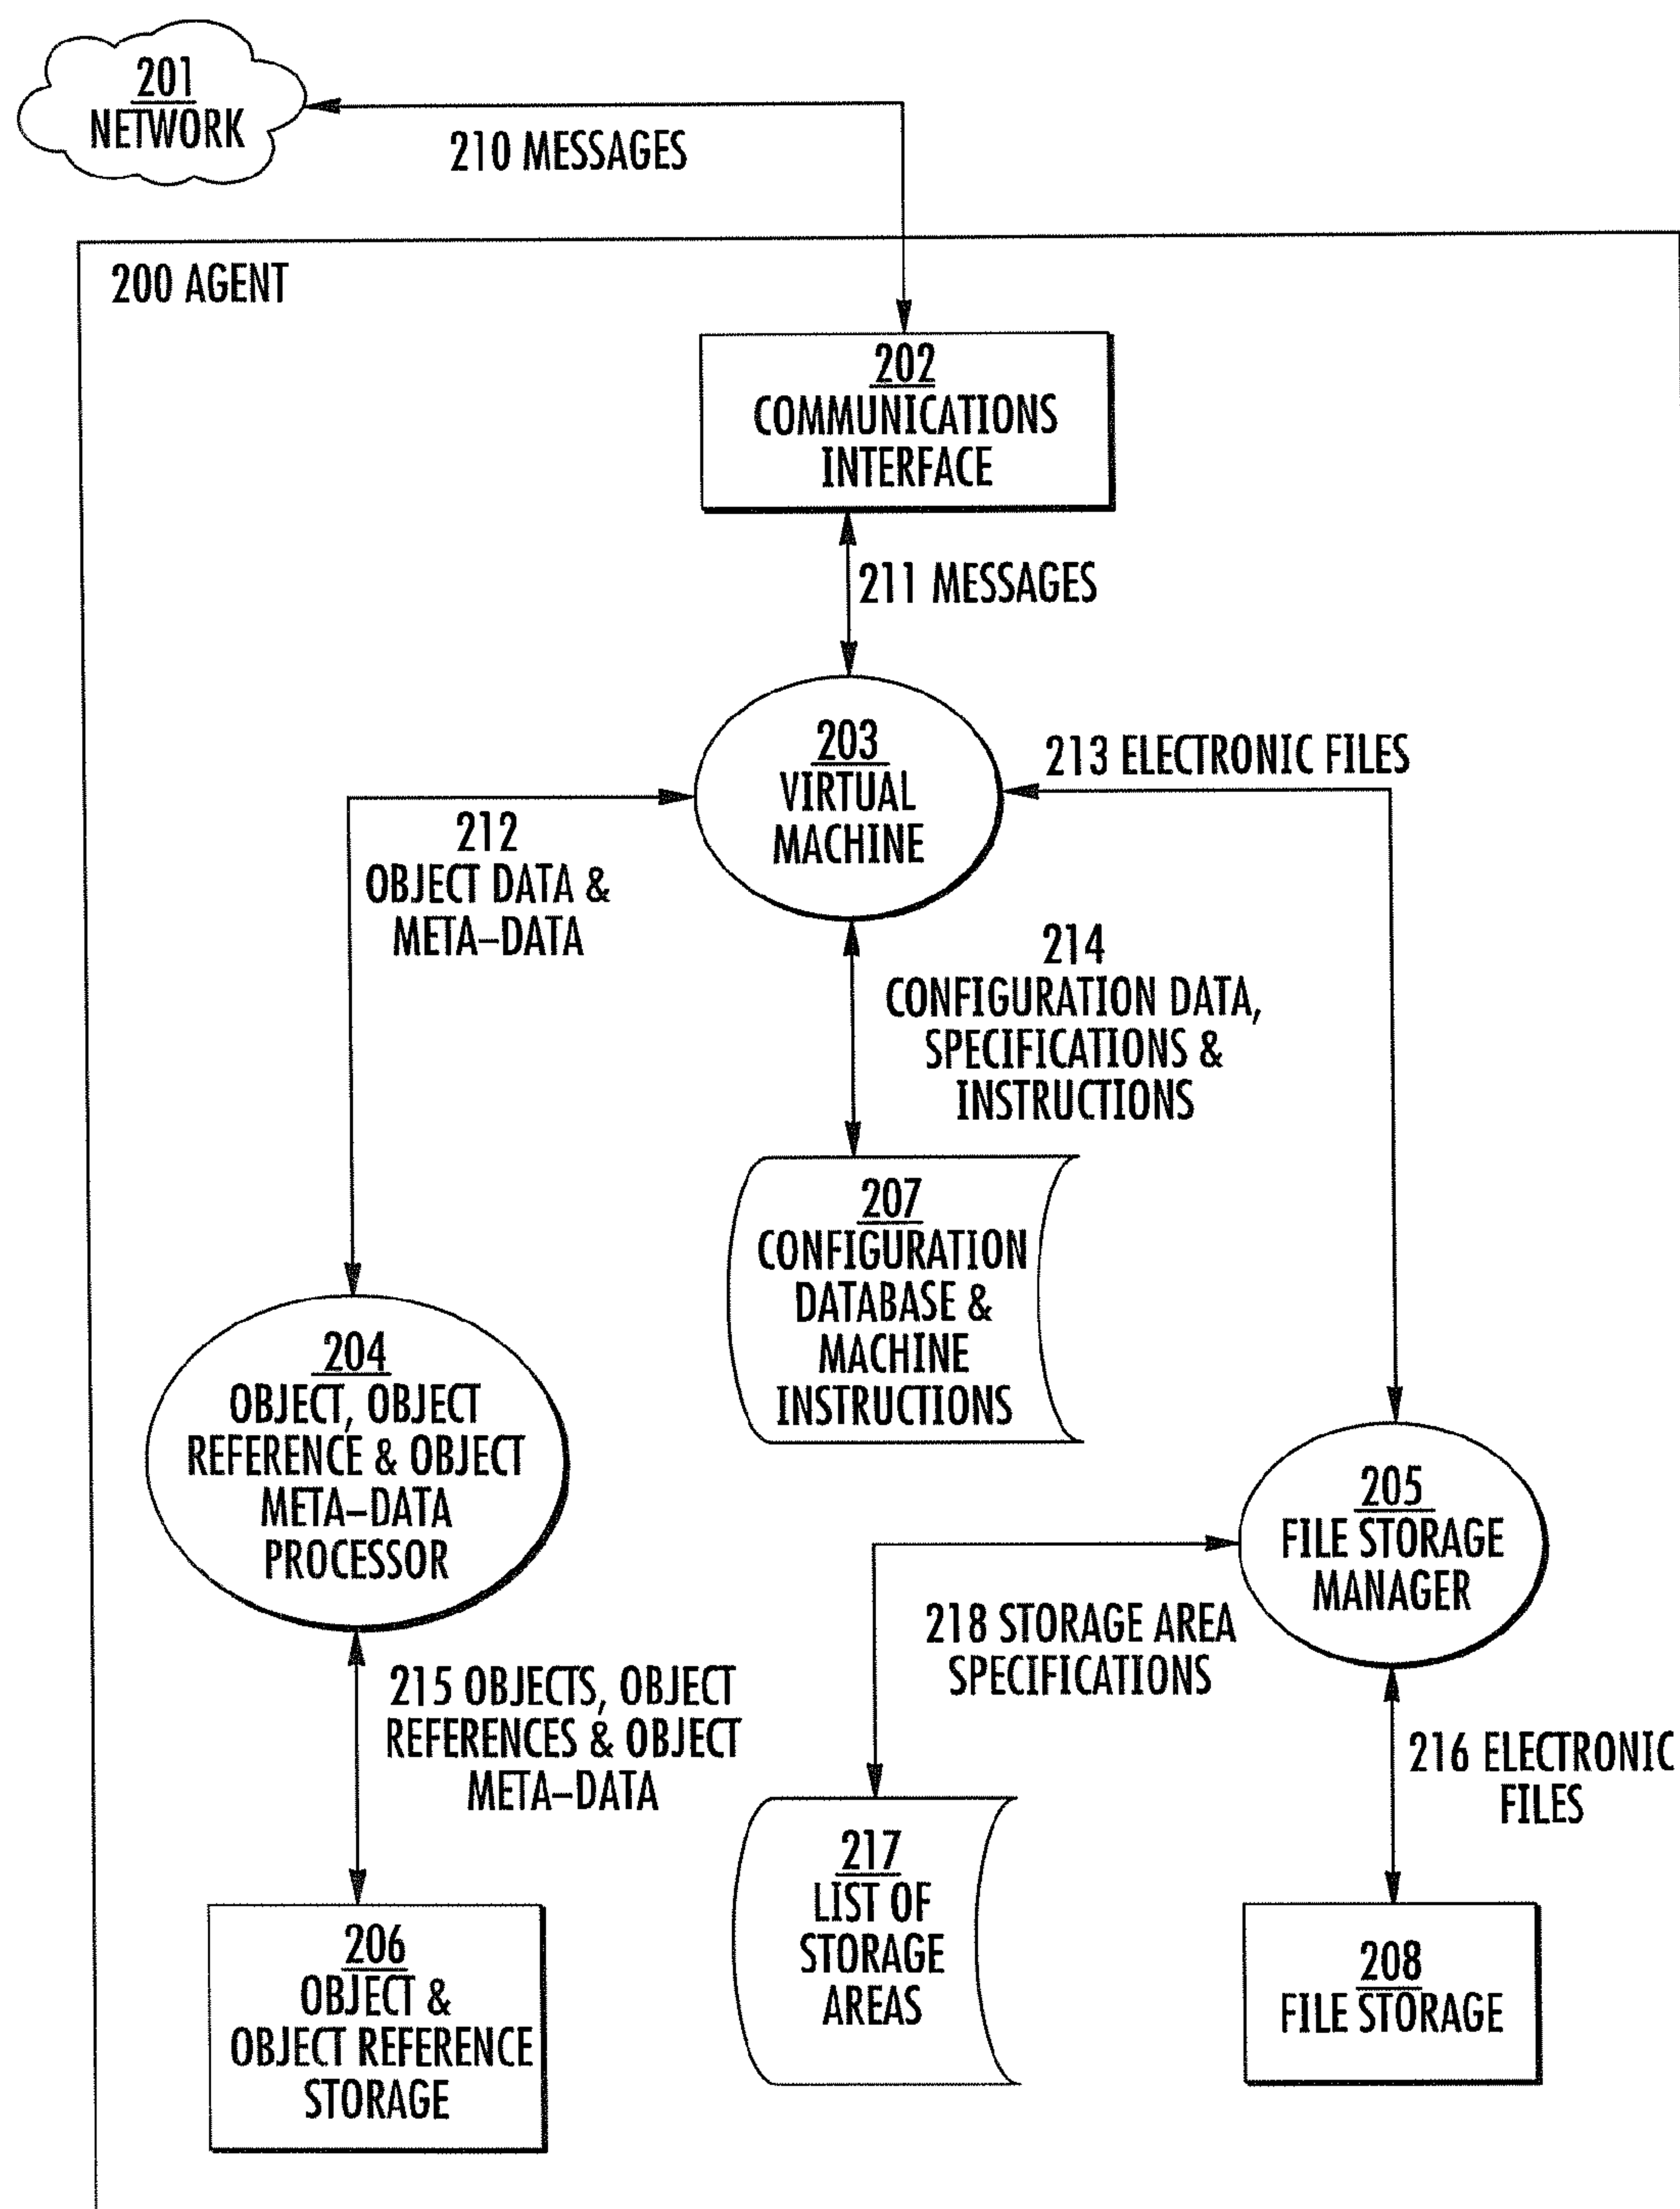 201
NETWORK
210 MESSAGES
200 AGENT
202
COMMUNICATIONS
INTERFACE
211 MESSAGES
203
VIRTUAL
MACHINE
213 ELECTRONIC FILES
212
OBJECT DATA &
META–DATA
214
CONFIGURATION DATA,
SPECIFICATIONS &
INSTRUCTIONS
207
CONFIGURATION
DATABASE &
MACHINE
INSTRUCTIONS
204
OBJECT, OBJECT
REFERENCE & OBJECT
META–DATA
PROCESSOR
205
FILE STORAGE
MANAGER
218 STORAGE AREA
SPECIFICATIONS
215 OBJECTS, OBJECT
REFERENCES & OBJECT
META–DATA
216 ELECTRONIC
FILES
217
LIST OF
STORAGE
AREAS
206
OBJECT &
OBJECT REFERENCE
STORAGE
208
FILE STORAGE